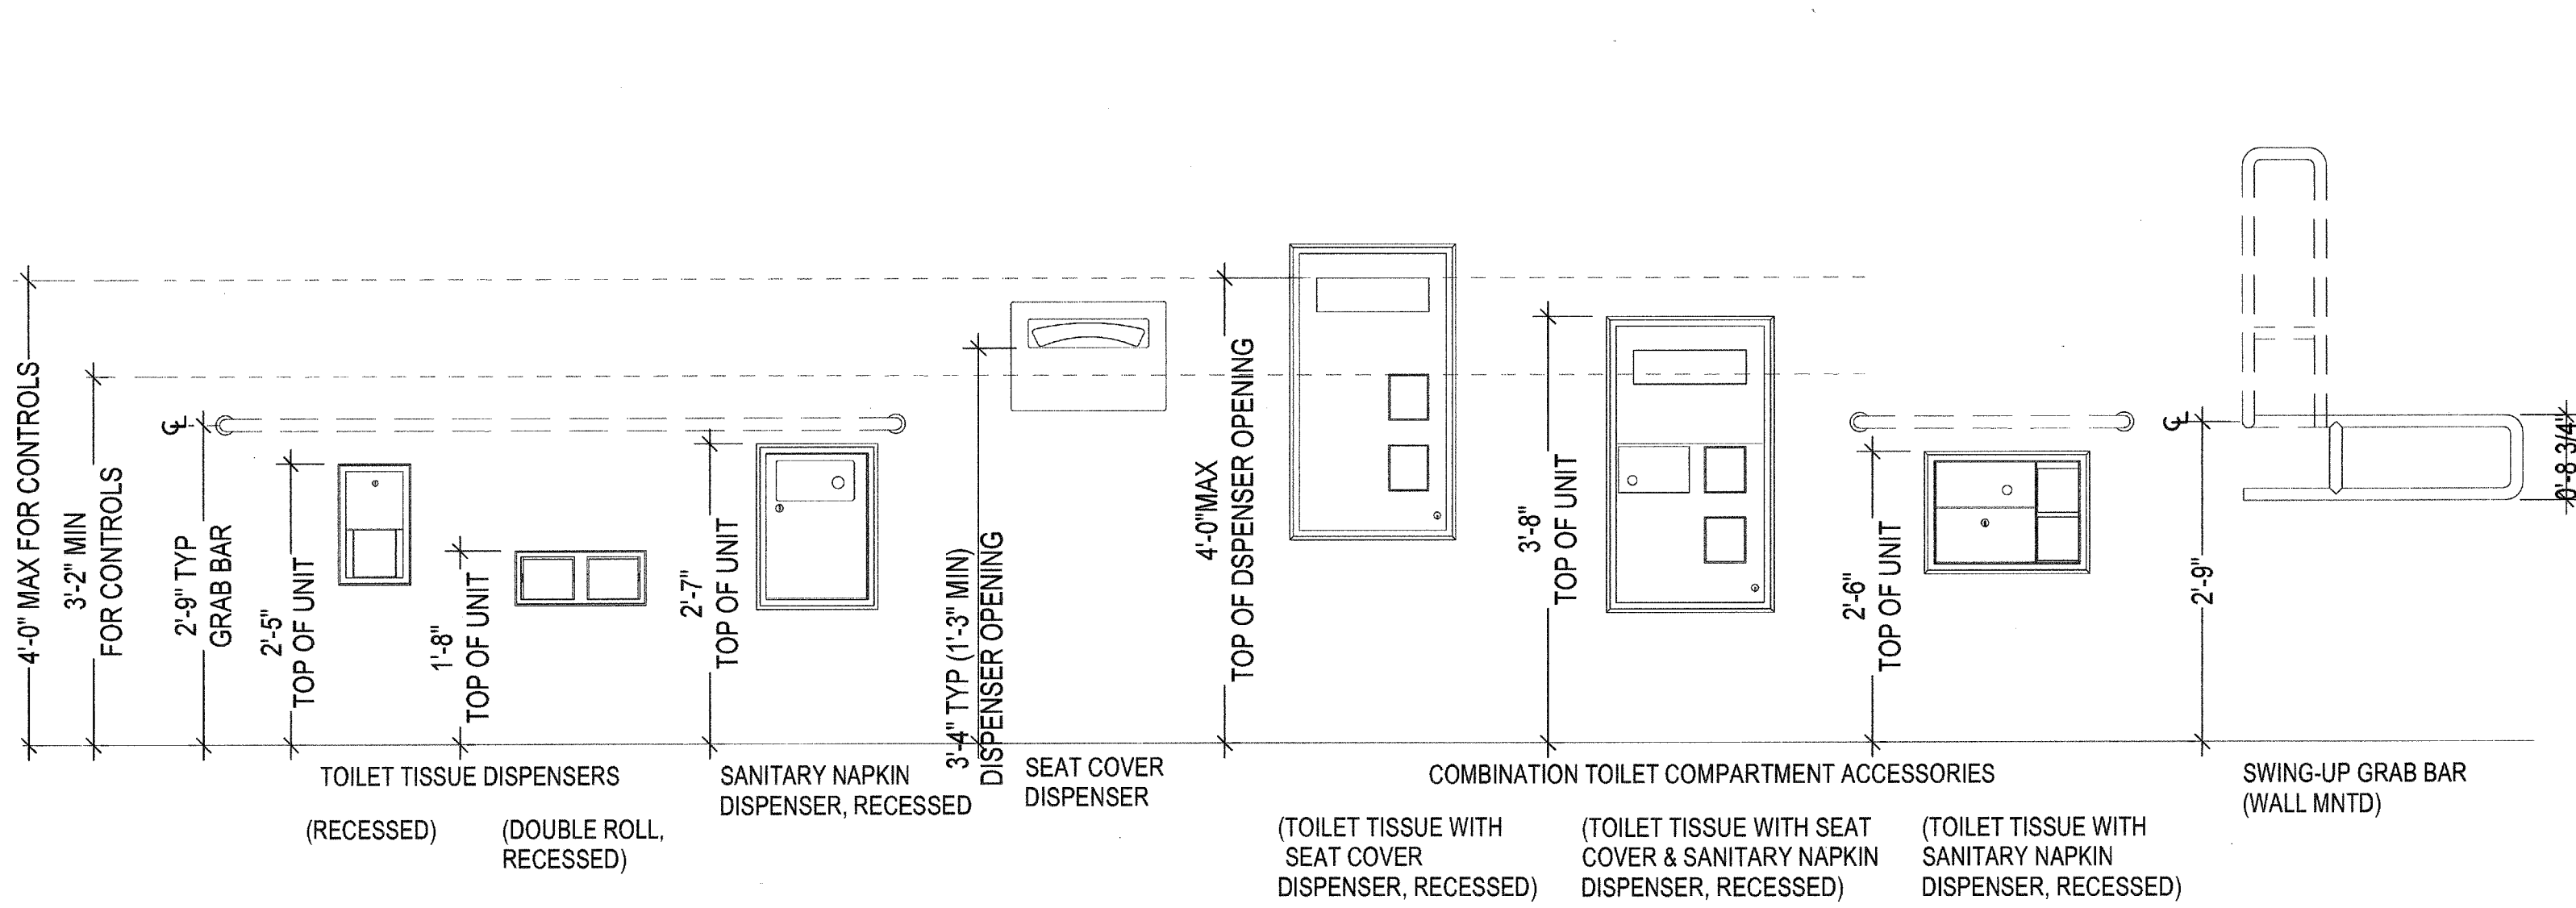 4'-0" MAX FOR CONTROLS
3'-2" MIN
FOR CONTROLS
℄
2'-9" TYP
GRAB BAR
2'-5"
TOP OF UNIT
1'-8"
TOP OF UNIT
2'-7"
TOP OF UNIT
3'-4" TYP (1'-3" MIN)
DISPENSER OPENING
4'-0"MAX
TOP OF DSPENSER OPENING
3'-8"
TOP OF UNIT
2'-6"
TOP OF UNIT
℄
2'-9"
0'-8 3/4"
TOILET TISSUE DISPENSERS
(RECESSED)
(DOUBLE ROLL,
RECESSED)
SANITARY NAPKIN
DISPENSER, RECESSED
SEAT COVER
DISPENSER
COMBINATION TOILET COMPARTMENT ACCESSORIES
(TOILET TISSUE WITH
SEAT COVER
DISPENSER, RECESSED)
(TOILET TISSUE WITH SEAT
COVER & SANITARY NAPKIN
DISPENSER, RECESSED)
(TOILET TISSUE WITH
SANITARY NAPKIN
DISPENSER, RECESSED)
SWING-UP GRAB BAR
(WALL MNTD)